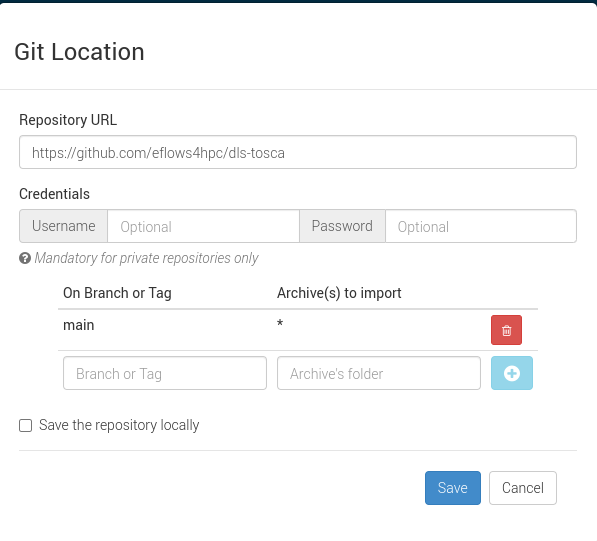 Git Location
Repository URL
https://github.com/eflows4hpc/dls-tosca
Credentials
Username Optional Password Optional
Mandatory for private repositories only
On Branch or Tag Archive(s) to import
main *
Branch or Tag Archive's folder
Save the repository locally
Save Cancel